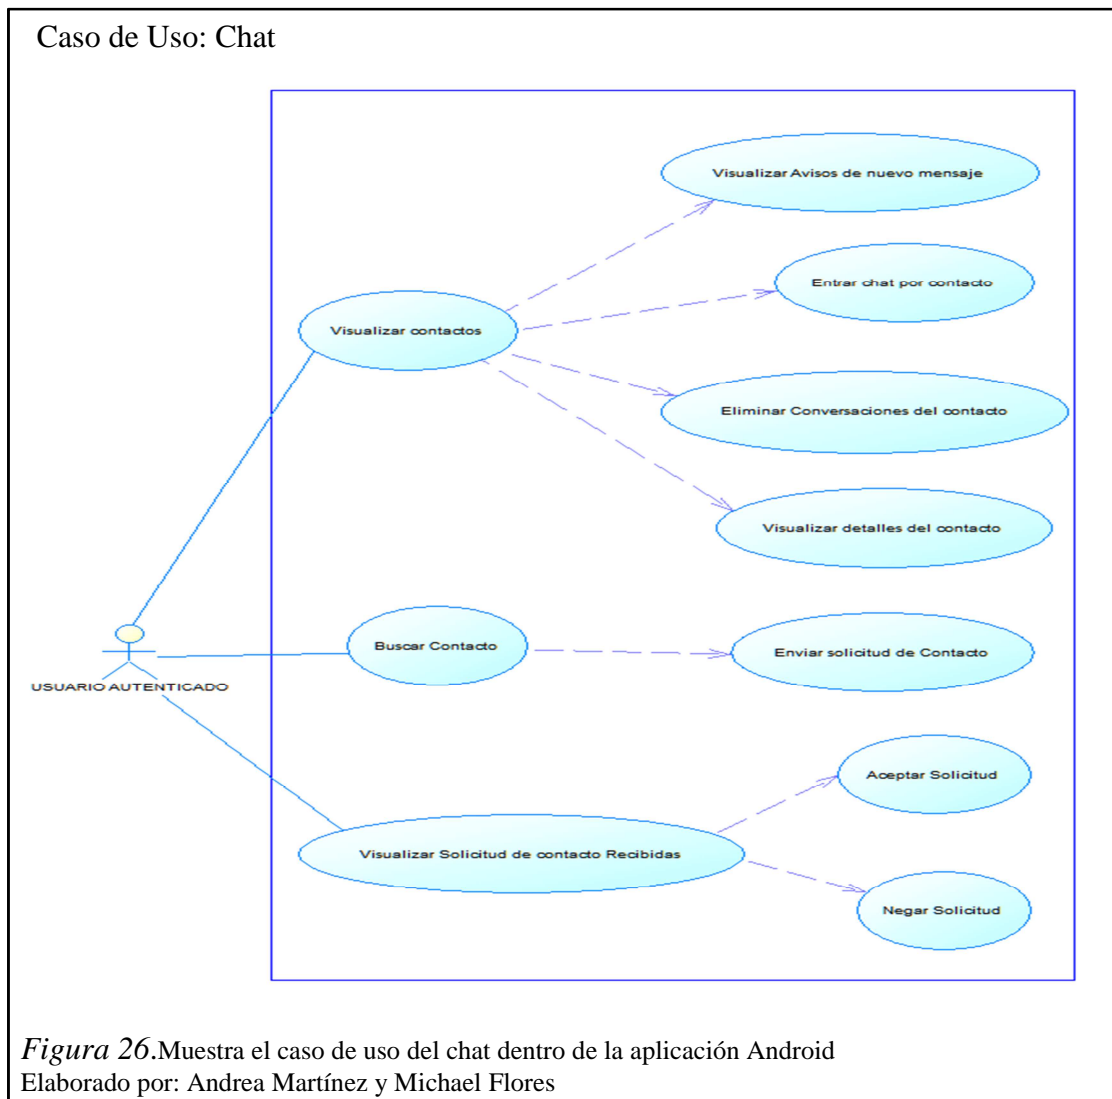 Caso de Uso: Chat
Visualizar Avisos de nuevo mensaje
Entrar chat por contacto
Visualizar contactos
Eliminar Conversaciones del contacto
Visualizar detalles del contacto
Buscar Contacto
Enviar solicitud de Contacto
USUARIO AUTENTICADO
Aceptar Solicitud
Visualizar Solicitud de contacto Recibidas
Negar Solicitud
Figura 26.Muestra el caso de uso del chat dentro de la aplicación Android
Elaborado por: Andrea Martínez y Michael Flores